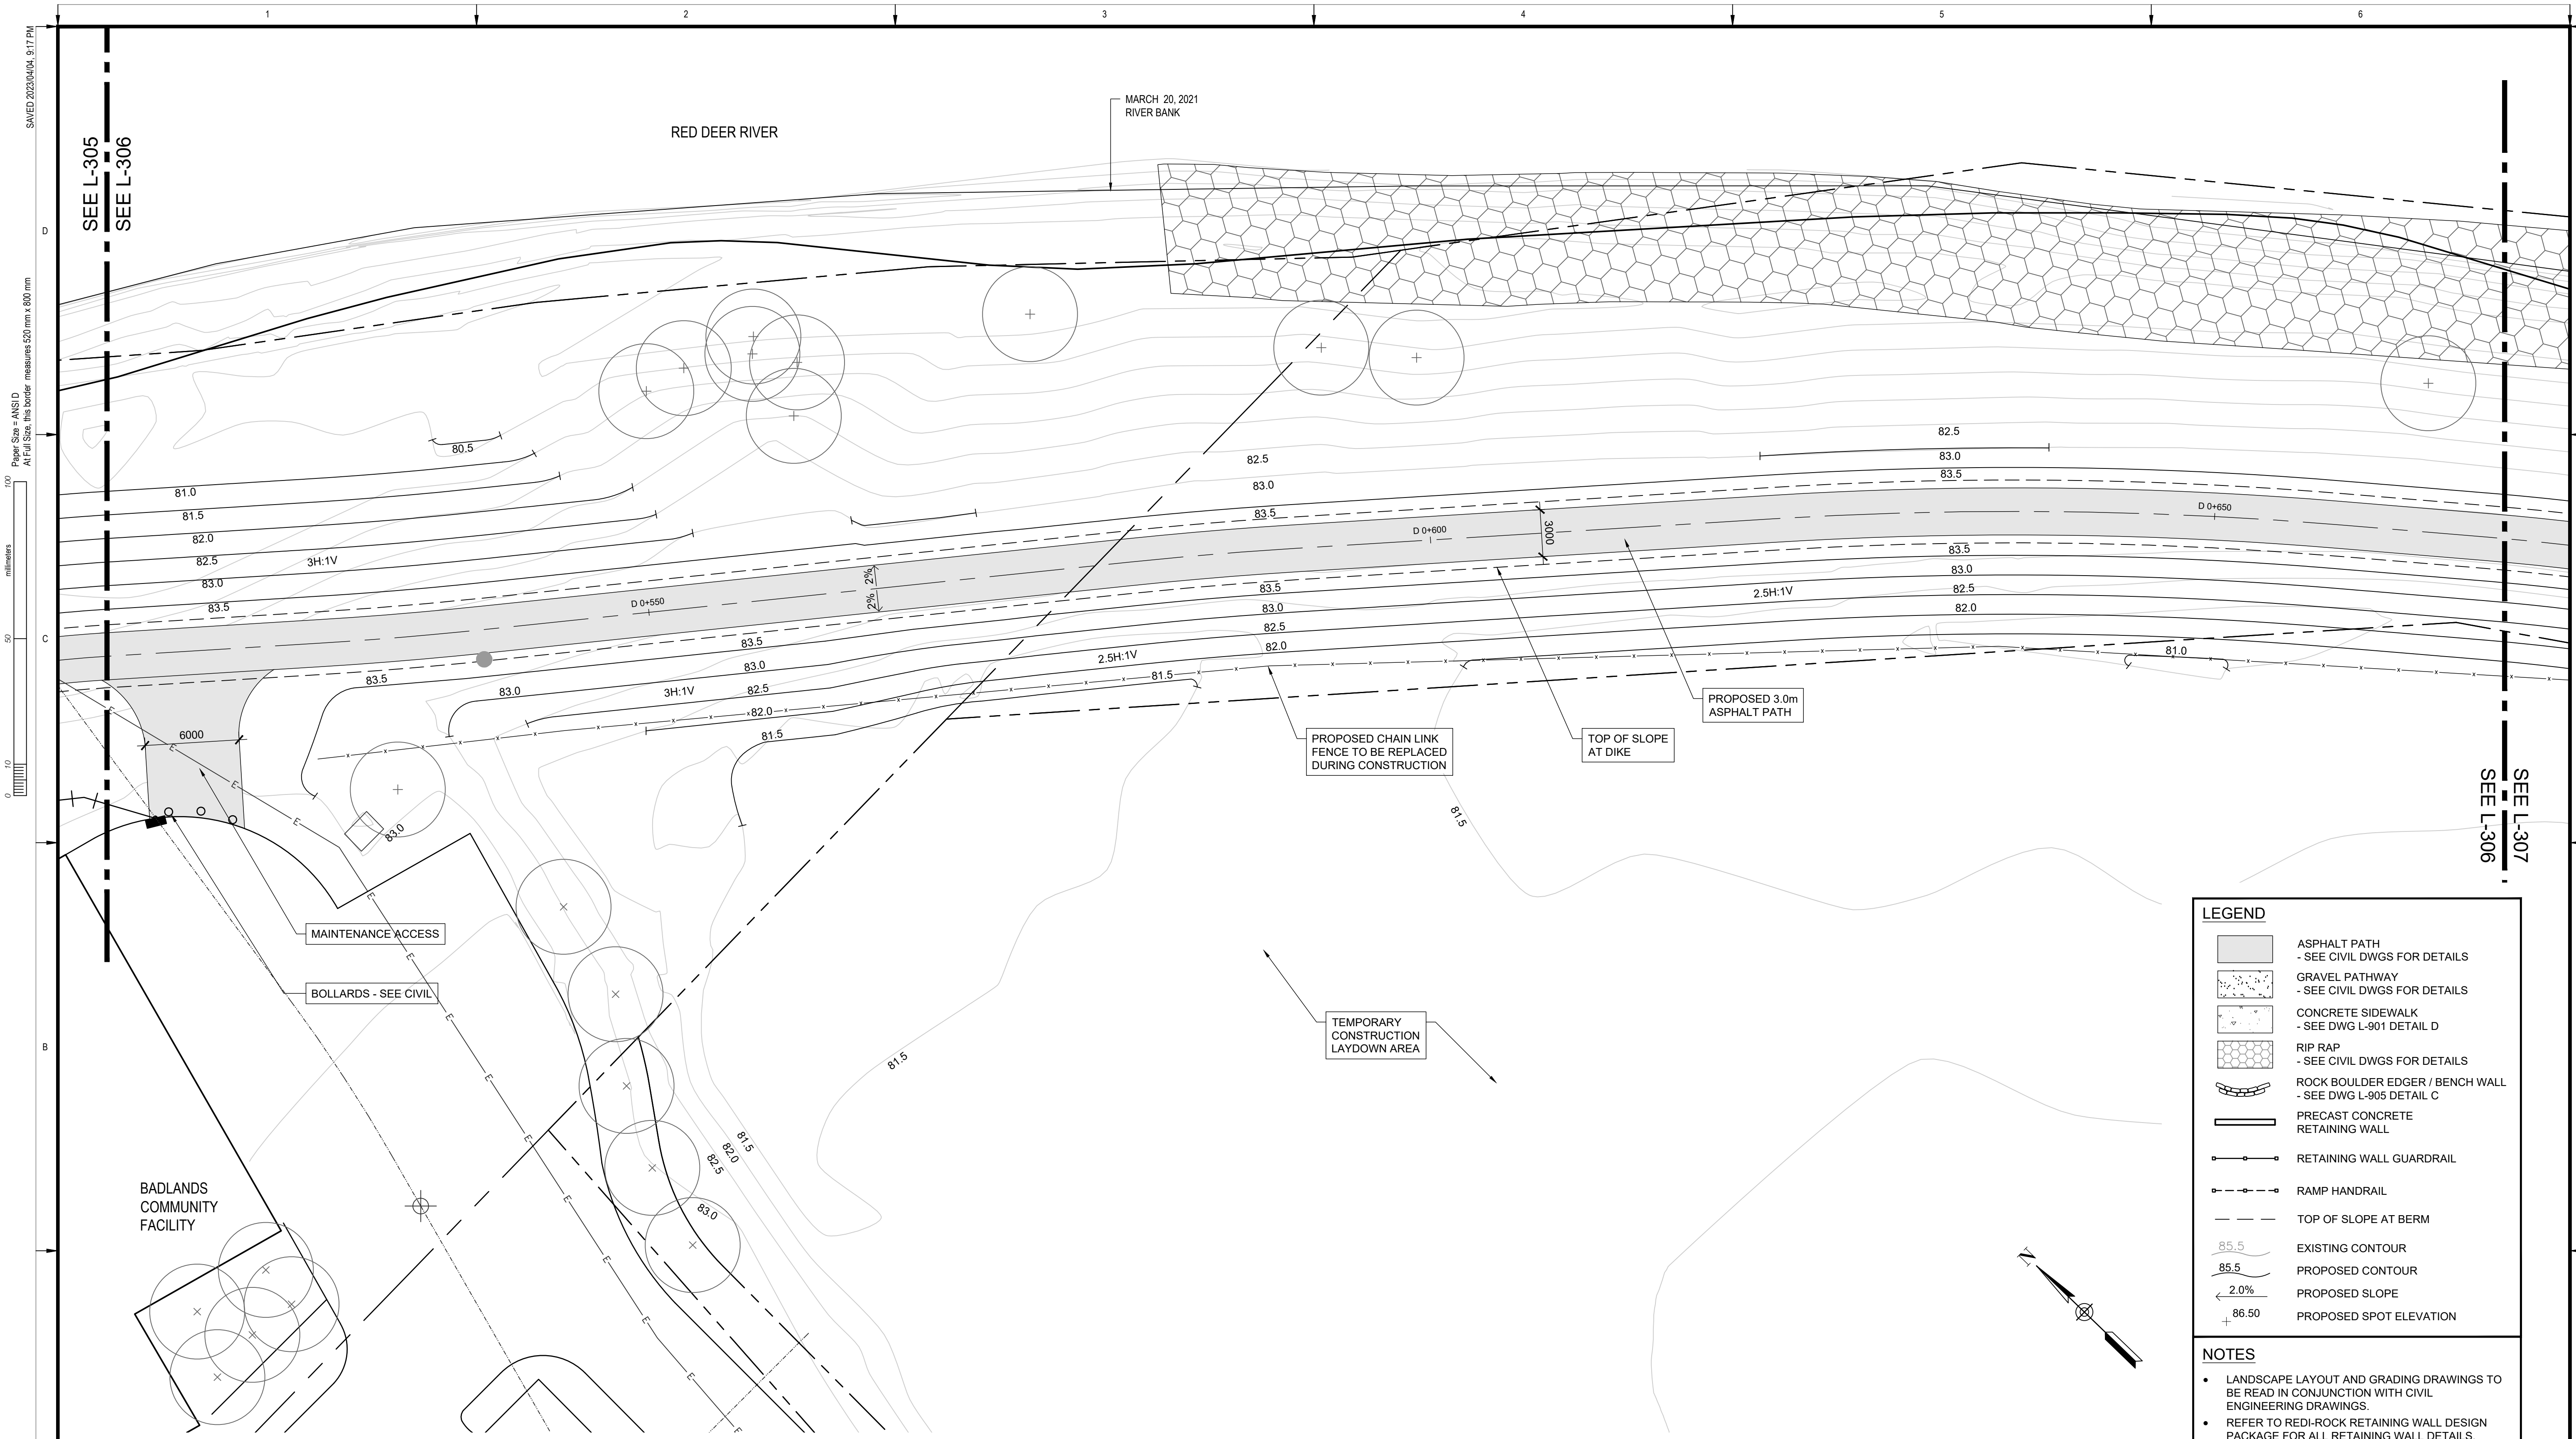 1
2
3
4
5
6
SAVED 2023/04/04, 9:17 PM
Paper Size = ANSI D
At Full Size, this border measures 520 mm x 800 mm
100
millimeters
50
10
0
D
C
B
SEE L-305
SEE L-306
RED DEER RIVER
MARCH 20, 2021
RIVER BANK
80.5
81.0
81.5
82.0
82.5
83.0
83.5
3H:1V
82.5
83.0
83.5
82.5
83.0
83.5
D 0+550
2%
2%
D 0+600
3000
D 0+650
83.5
83.0
83.5
83.0
82.5
82.0
81.5
3H:1V
83.5
83.0
82.5
82.0
81.5
2.5H:1V
83.5
83.0
82.5
82.0
81.0
2.5H:1V
6000
E
E
E
E
E
E
E
E
E
E
E
E
E
83.0
MAINTENANCE ACCESS
BOLLARDS - SEE CIVIL
PROPOSED CHAIN LINK
FENCE TO BE REPLACED
DURING CONSTRUCTION
TOP OF SLOPE
AT DIKE
PROPOSED 3.0m
ASPHALT PATH
81.5
81.5
81.5
82.0
82.5
83.0
TEMPORARY
CONSTRUCTION
LAYDOWN AREA
BADLANDS
COMMUNITY
FACILITY
N
SEE L-306
SEE L-307
LEGEND
ASPHALT PATH
- SEE CIVIL DWGS FOR DETAILS
GRAVEL PATHWAY
- SEE CIVIL DWGS FOR DETAILS
CONCRETE SIDEWALK
- SEE DWG L-901 DETAIL D
RIP RAP
- SEE CIVIL DWGS FOR DETAILS
ROCK BOULDER EDGER / BENCH WALL
- SEE DWG L-905 DETAIL C
PRECAST CONCRETE
RETAINING WALL
RETAINING WALL GUARDRAIL
RAMP HANDRAIL
TOP OF SLOPE AT BERM
85.5
EXISTING CONTOUR
85.5
PROPOSED CONTOUR
2.0%
PROPOSED SLOPE
86.50
PROPOSED SPOT ELEVATION
NOTES
• LANDSCAPE LAYOUT AND GRADING DRAWINGS TO
BE READ IN CONJUNCTION WITH CIVIL
ENGINEERING DRAWINGS.
• REFER TO REDI-ROCK RETAINING WALL DESIGN
PACKAGE FOR ALL RETAINING WALL DETAILS